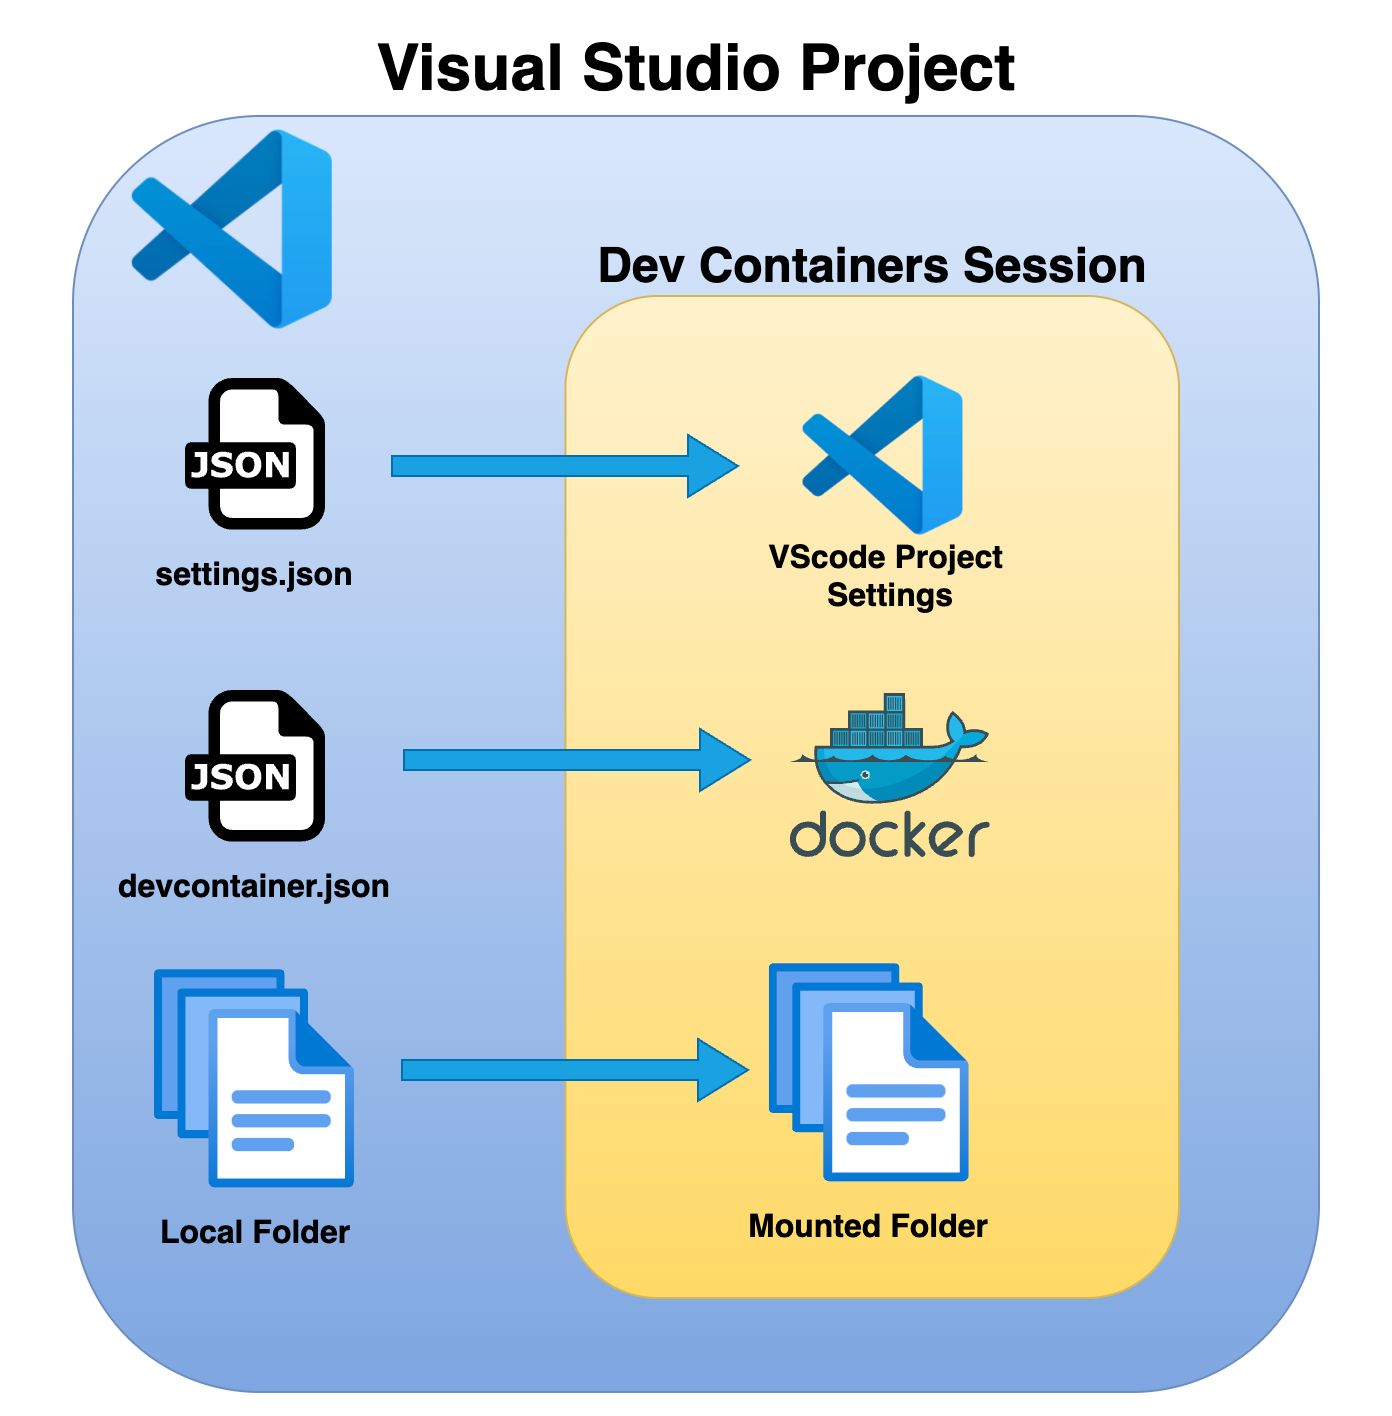 Visual Studio Project
Dev Containers Session
JSON
settings.json
VScode Project
Settings
JSON
devcontainer.json
docker
Local Folder
Mounted Folder